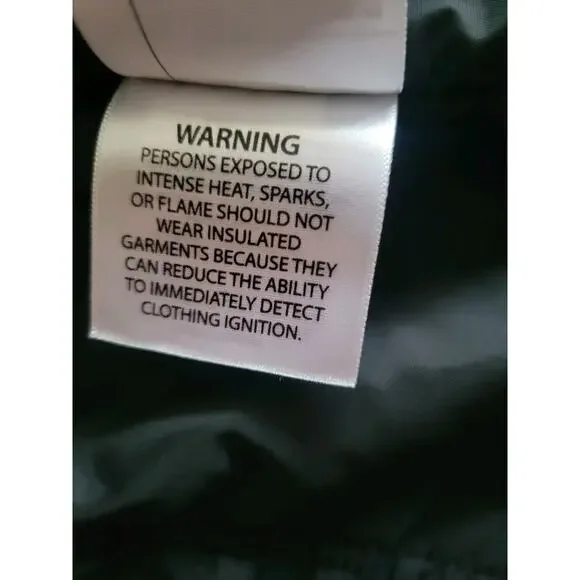 WARNING
PERSONS EXPOSED TO
INTENSE HEAT, SPARKS,
OR FLAME SHOULD NOT
WEAR INSULATED
GARMENTS BECAUSE THEY
CAN REDUCE THE ABILITY
TO IMMEDIATELY DETECT
CLOTHING IGNITION.